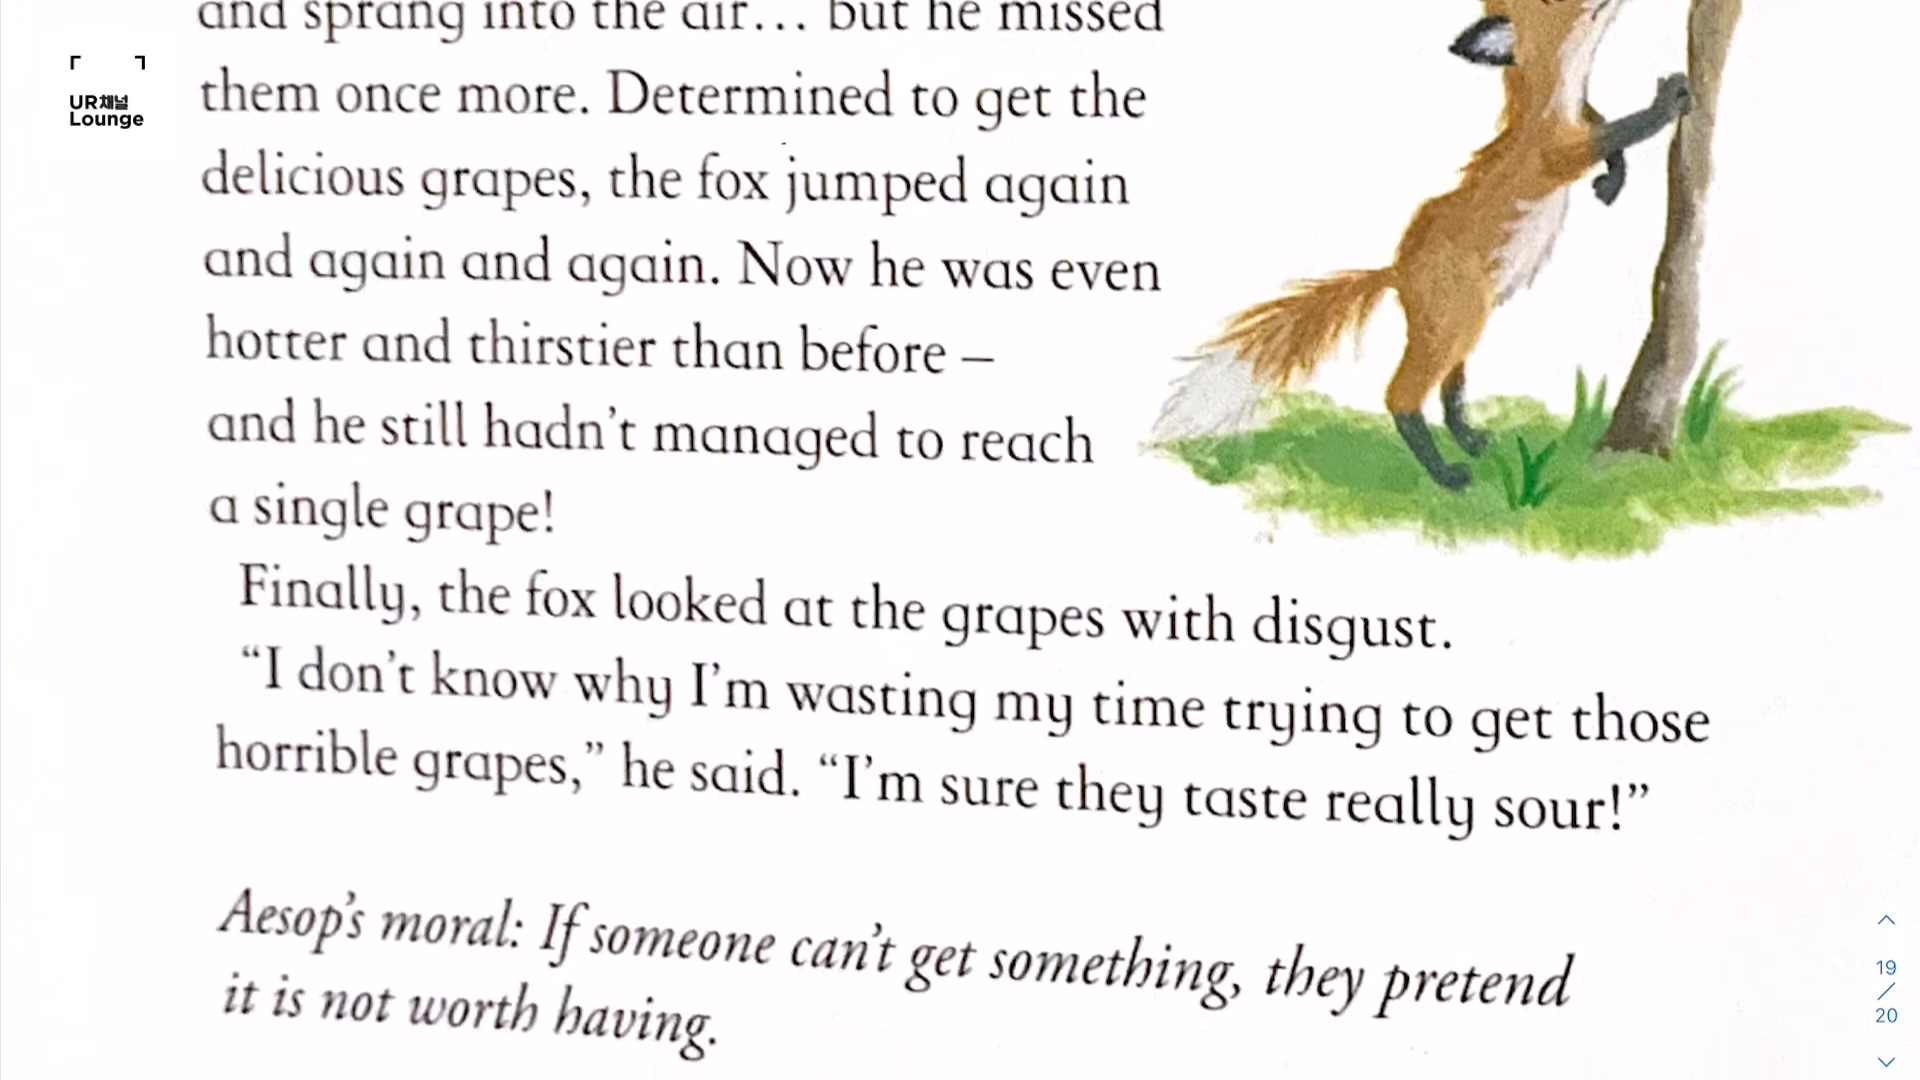 and sprang into the air... but he missed
them once more. Determined to get the
delicious grapes, the fox jumped again
and again and again. Now he was even
hotter and thirstier than before –
and he still hadn't managed to reach
a single grape!
Finally, the fox looked at the grapes with disgust.
“I don't know why I'm wasting my time trying to get those
horrible grapes,” he said. “I'm sure they taste really sour!”
Aesop's moral: If someone can't get something, they pretend
it is not worth having.
UR채널
Lounge
19
/
20